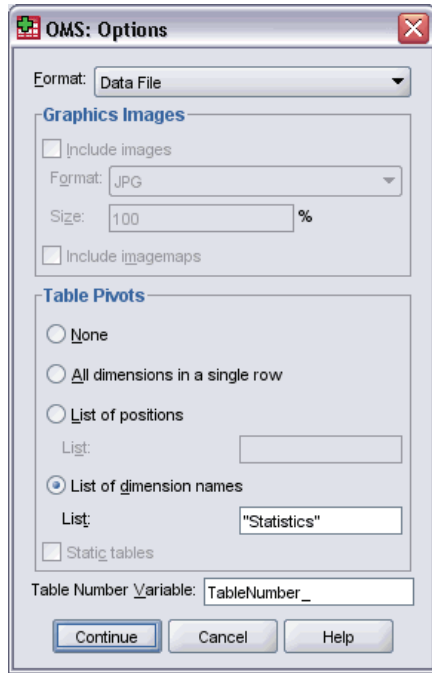 OMS: Options
Format: Data File
Graphics Images
Include images
Format: JPG
Size: 100 %
Include imagemaps
Table Pivots
None
All dimensions in a single row
List of positions
List:
List of dimension names
List: "Statistics"
Static tables
Table Number Variable: TableNumber_
Continue Cancel Help